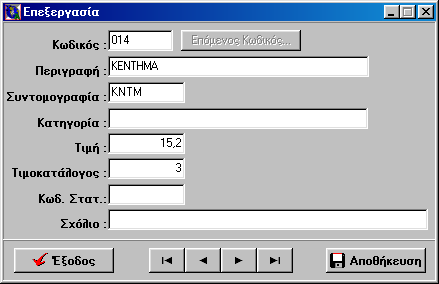 Επεξεργασία
Κωδικός : 014 Επόμενος Κωδικός...
Περιγραφή : ΚΕΝΤΗΜΑ
Συντομογραφία : ΚΝΤΜ
Κατηγορία :
Τιμή : 15,2
Τιμοκατάλογος : 3
Κωδ. Στατ.:
Σχόλιο :
Έξοδος Αποθήκευση